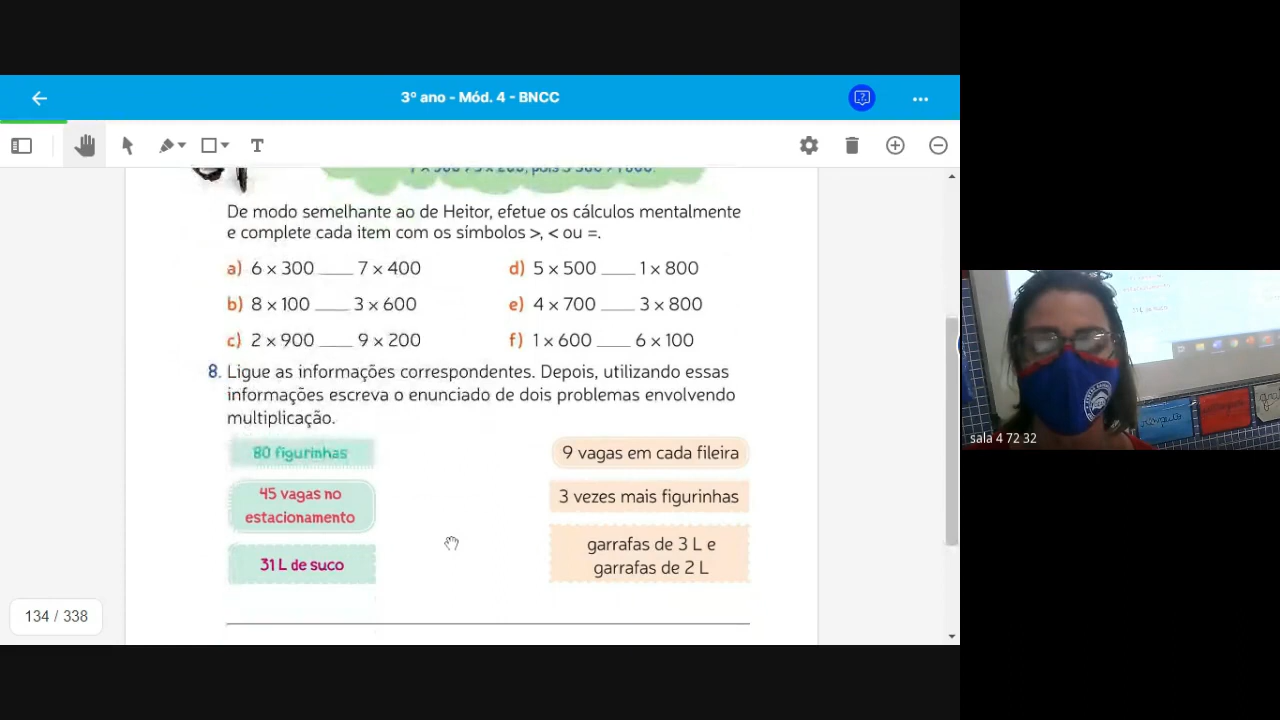 3º ano - Mód. 4 - BNCC
De modo semelhante ao de Heitor, efetue os cálculos mentalmente
e complete cada item com os símbolos >, < ou =.
a) 6 × 300 ____ 7 × 400
d) 5 × 500 ____ 1 × 800
b) 8 × 100 ____ 3 × 600
e) 4 × 700 ____ 3 × 800
c) 2 × 900 ____ 9 × 200
f) 1 × 600 ____ 6 × 100
8. Ligue as informações correspondentes. Depois, utilizando essas
informações escreva o enunciado de dois problemas envolvendo
multiplicação.
80 figurinhas
9 vagas em cada fileira
45 vagas no
estacionamento
3 vezes mais figurinhas
31 L de suco
garrafas de 3 L e
garrafas de 2 L
134 / 338
sala 4 72 32